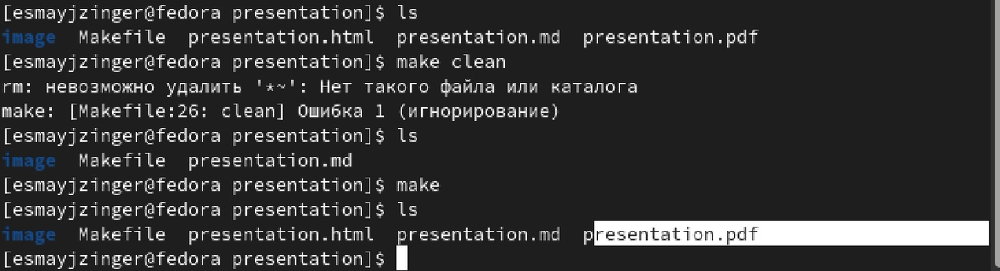 [esmayjzinger@fedora presentation]$ ls
image  Makefile  presentation.html  presentation.md  presentation.pdf
[esmayjzinger@fedora presentation]$ make clean
rm: невозможно удалить '*~': Нет такого файла или каталога
make: [Makefile:26: clean] Ошибка 1 (игнорирование)
[esmayjzinger@fedora presentation]$ ls
image  Makefile  presentation.md
[esmayjzinger@fedora presentation]$ make
[esmayjzinger@fedora presentation]$ ls
image  Makefile  presentation.html  presentation.md  presentation.pdf
[esmayjzinger@fedora presentation]$